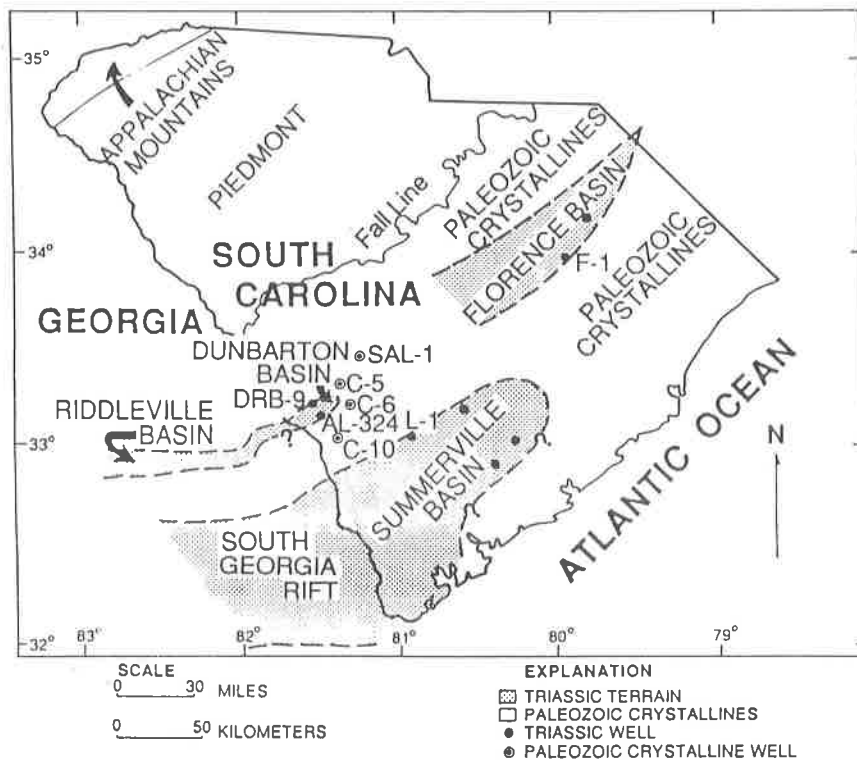 35°
34°
33°
32°
83°
82°
81°
80°
79°
APPALACHIAN
MOUNTAINS
PIEDMONT
Fall Line
PALEOZOIC
CRYSTALLINES
FLORENCE BASIN
F-1
PALEOZOIC
CRYSTALLINES
SOUTH
CAROLINA
GEORGIA
DUNBARTON
BASIN
SAL-1
C-5
DRB-9
C-6
RIDDLEVILLE
BASIN
AL-324
L-1
?
C-10
SUMMERVILLE
BASIN
ATLANTIC OCEAN
N
SOUTH
GEORGIA
RIFT
SCALE
0 30 MILES
0 50 KILOMETERS
EXPLANATION
TRIASSIC TERRAIN
PALEOZOIC CRYSTALLINES
TRIASSIC WELL
PALEOZOIC CRYSTALLINE WELL